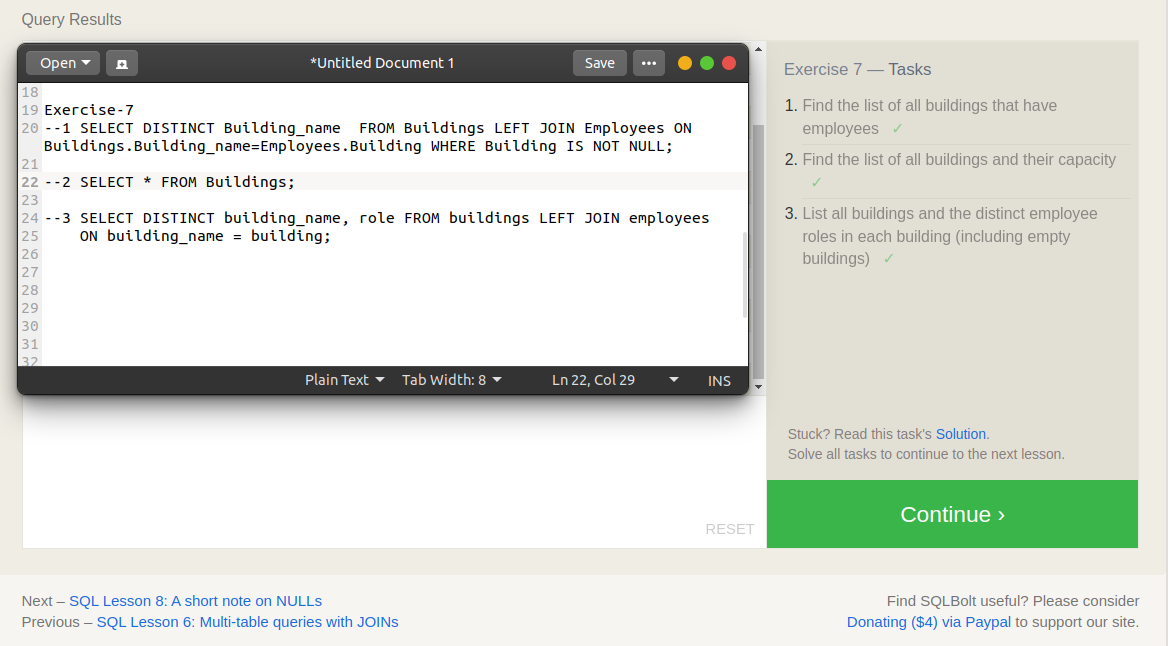 Query Results
Open
*Untitled Document 1
Save
18
19 Exercise-7
20 --1 SELECT DISTINCT Building_name  FROM Buildings LEFT JOIN Employees ON
Buildings.Building_name=Employees.Building WHERE Building IS NOT NULL;
21
22 --2 SELECT * FROM Buildings;
23
24 --3 SELECT DISTINCT building_name, role FROM buildings LEFT JOIN employees
25     ON building_name = building;
26
27
28
29
30
31
32
Plain Text
Tab Width: 8
Ln 22, Col 29
INS
RESET
Exercise 7 — Tasks
1. Find the list of all buildings that have
employees ✓
2. Find the list of all buildings and their capacity
✓
3. List all buildings and the distinct employee
roles in each building (including empty
buildings) ✓
Stuck? Read this task's Solution.
Solve all tasks to continue to the next lesson.
Continue ›
Next – SQL Lesson 8: A short note on NULLs
Previous – SQL Lesson 6: Multi-table queries with JOINs
Find SQLBolt useful? Please consider
Donating ($4) via Paypal to support our site.